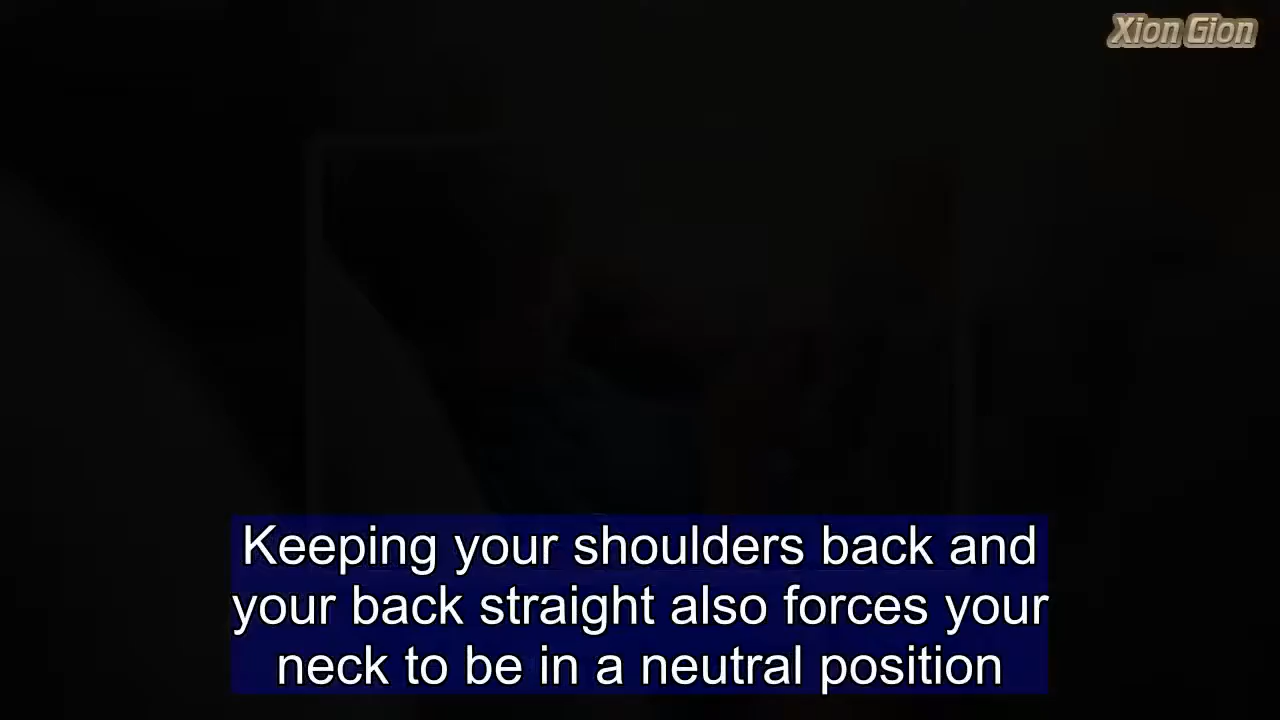 Xion Gion
Keeping your shoulders back and
your back straight also forces your
neck to be in a neutral position